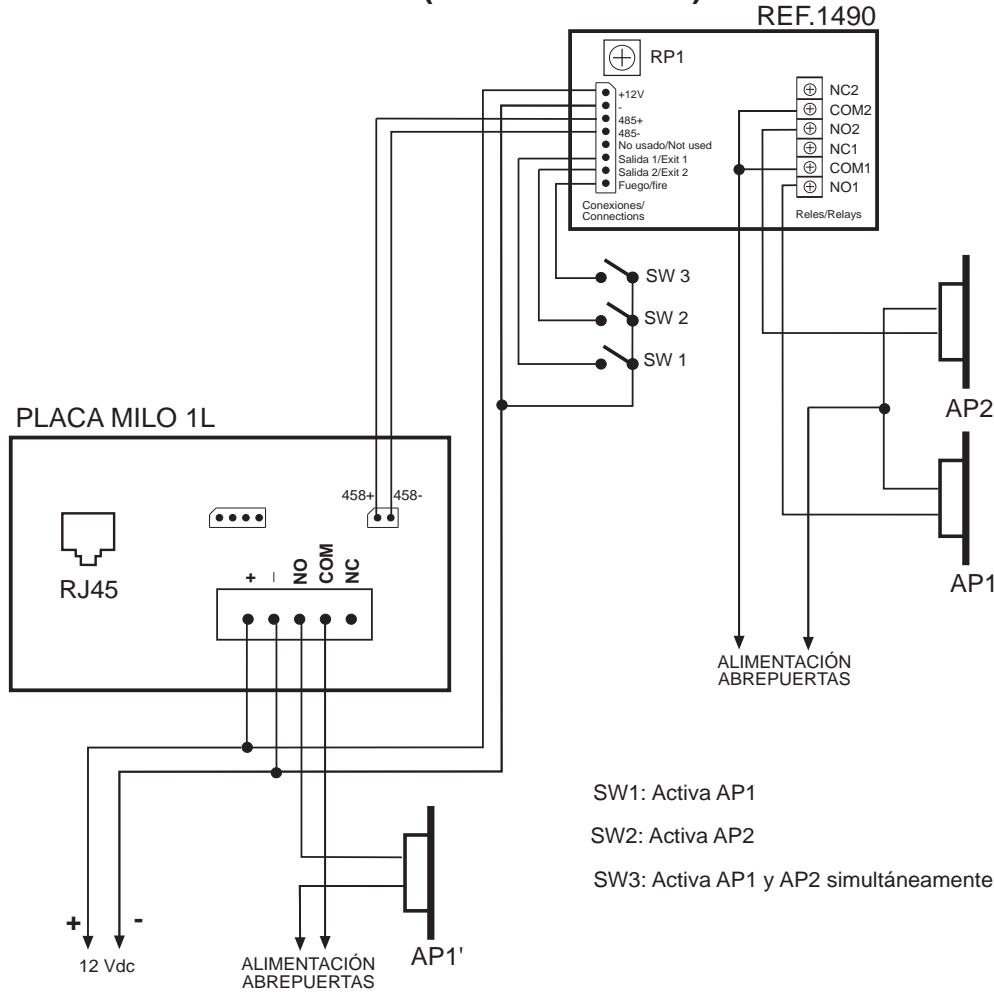 REF.1490
RP1
+12V
-
485+
485-
No usado/Not used
Salida 1/Exit 1
Salida 2/Exit 2
Fuego/fire
Conexiones/
Connections
NC2
COM2
NO2
NC1
COM1
NO1
Reles/Relays
SW 3
SW 2
SW 1
AP2
AP1
ALIMENTACIÓN
ABREPUERTAS
PLACA MILO 1L
458+ 458-
RJ45
+ – NO COM NC
SW1: Activa AP1
SW2: Activa AP2
SW3: Activa AP1 y AP2 simultáneamente
+ -
12 Vdc
ALIMENTACIÓN
ABREPUERTAS
AP1'